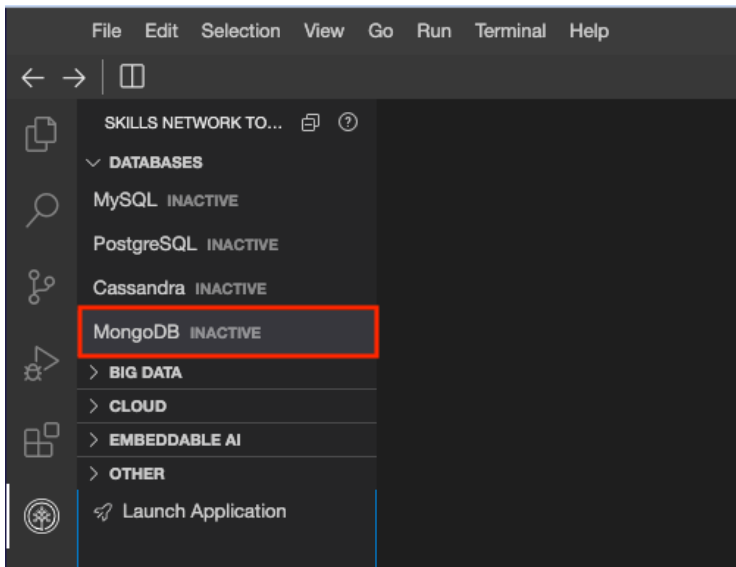 File Edit Selection View Go Run Terminal Help
SKILLS NETWORK TO...
DATABASES
MySQL INACTIVE
PostgreSQL INACTIVE
Cassandra INACTIVE
MongoDB INACTIVE
BIG DATA
CLOUD
EMBEDDABLE AI
OTHER
Launch Application